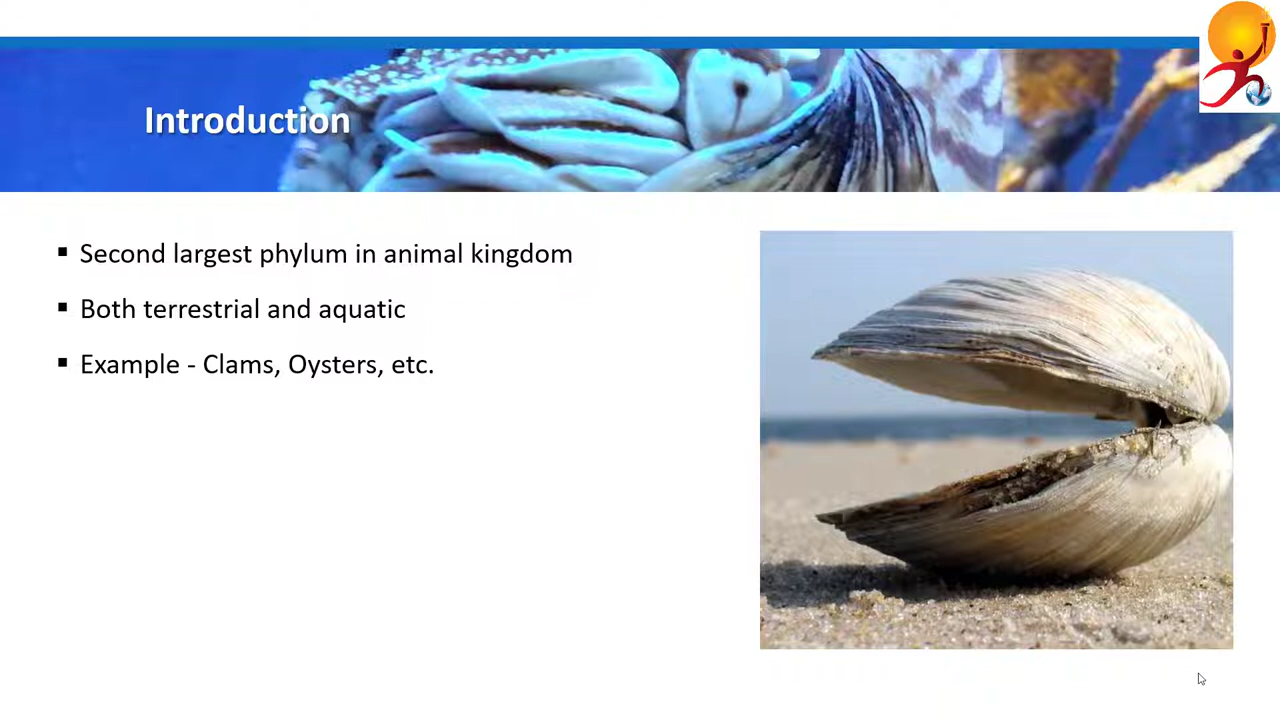 Introduction
▪ Second largest phylum in animal kingdom
▪ Both terrestrial and aquatic
▪ Example - Clams, Oysters, etc.